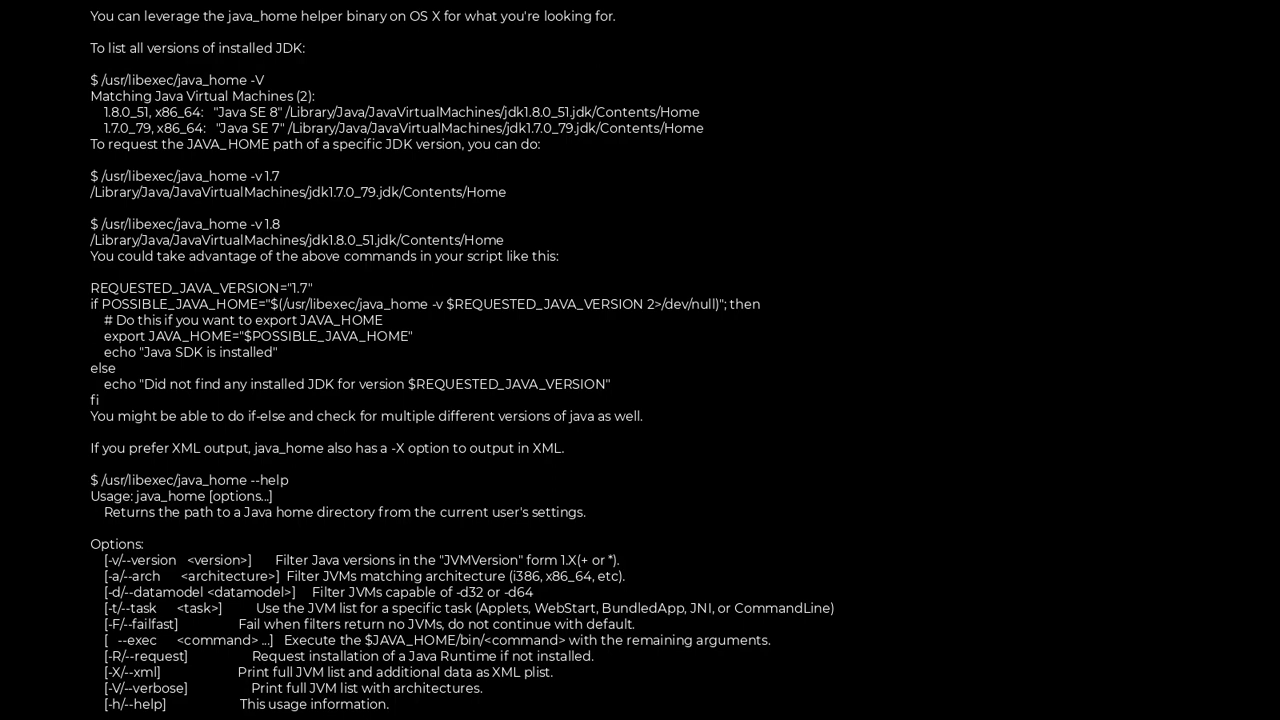 You can leverage the java_home helper binary on OS X for what you're looking for.
To list all versions of installed JDK:
$ /usr/libexec/java_home -V
Matching Java Virtual Machines (2):
1.8.0_51, x86_64: "Java SE 8" /Library/Java/JavaVirtualMachines/jdk1.8.0_51.jdk/Contents/Home
1.7.0_79, x86_64: "Java SE 7" /Library/Java/JavaVirtualMachines/jdk1.7.0_79.jdk/Contents/Home
To request the JAVA_HOME path of a specific JDK version, you can do:
$ /usr/libexec/java_home -v 1.7
/Library/Java/JavaVirtualMachines/jdk1.7.0_79.jdk/Contents/Home
$ /usr/libexec/java_home -v 1.8
/Library/Java/JavaVirtualMachines/jdk1.8.0_51.jdk/Contents/Home
You could take advantage of the above commands in your script like this:
REQUESTED_JAVA_VERSION="1.7"
if POSSIBLE_JAVA_HOME="$(/usr/libexec/java_home -v $REQUESTED_JAVA_VERSION 2>/dev/null)"; then
# Do this if you want to export JAVA_HOME
export JAVA_HOME="$POSSIBLE_JAVA_HOME"
echo "Java SDK is installed"
else
echo "Did not find any installed JDK for version $REQUESTED_JAVA_VERSION"
fi
You might be able to do if-else and check for multiple different versions of java as well.
If you prefer XML output, java_home also has a -X option to output in XML.
$ /usr/libexec/java_home --help
Usage: java_home [options...]
Returns the path to a Java home directory from the current user's settings.
Options:
[-v/--version <version>] Filter Java versions in the "JVMVersion" form 1.X(+ or *).
[-a/--arch <architecture>] Filter JVMs matching architecture (i386, x86_64, etc).
[-d/--datamodel <datamodel>] Filter JVMs capable of -d32 or -d64
[-t/--task <task>] Use the JVM list for a specific task (Applets, WebStart, BundledApp, JNI, or CommandLine)
[-F/--failfast] Fail when filters return no JVMs, do not continue with default.
[ --exec <command> ...] Execute the $JAVA_HOME/bin/<command> with the remaining arguments.
[-R/--request] Request installation of a Java Runtime if not installed.
[-X/--xml] Print full JVM list and additional data as XML plist.
[-V/--verbose] Print full JVM list with architectures.
[-h/--help] This usage information.